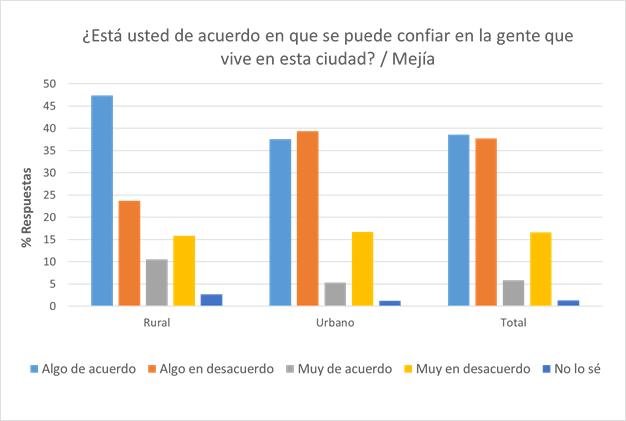 ¿Está usted de acuerdo en que se puede confiar en la gente que
vive en esta ciudad? / Mejía
% Respuestas
50
45
40
35
30
25
20
15
10
5
0
Rural Urbano Total
Algo de acuerdo Algo en desacuerdo Muy de acuerdo Muy en desacuerdo No lo sé